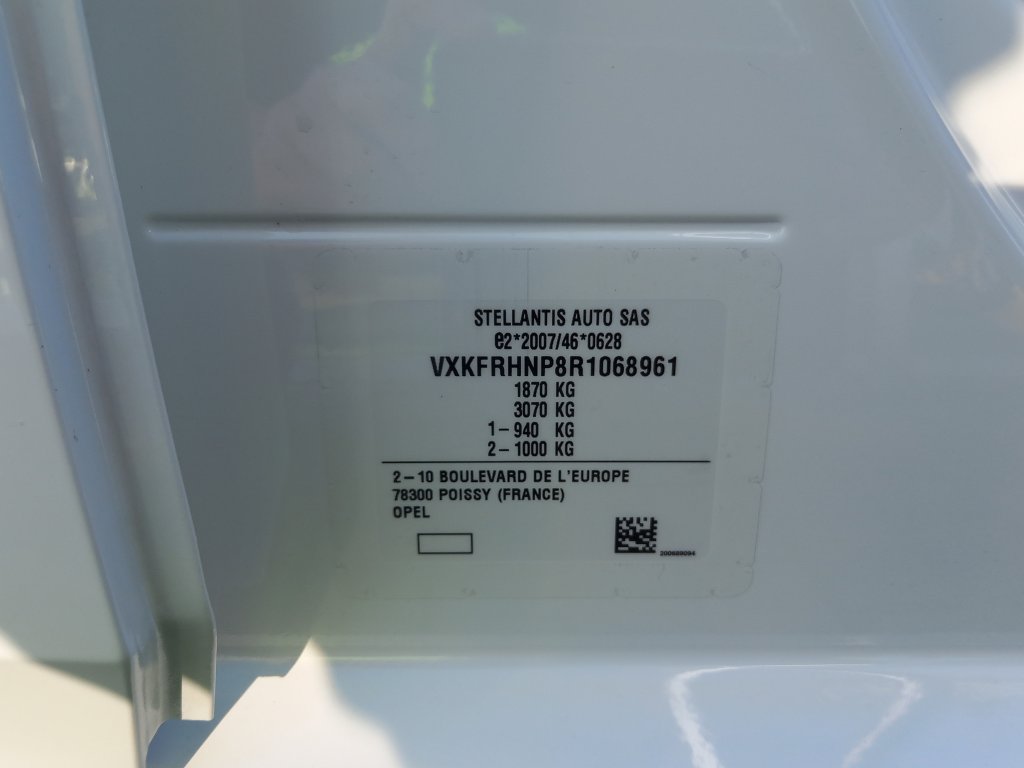 STELLANTIS AUTO SAS
e2*2007/46*0628
VXKFRHNP8R1068961
1870 KG
3070 KG
1-940 KG
2-1000 KG
2-10 BOULEVARD DE L'EUROPE
78300 POISSY (FRANCE)
OPEL
200689094